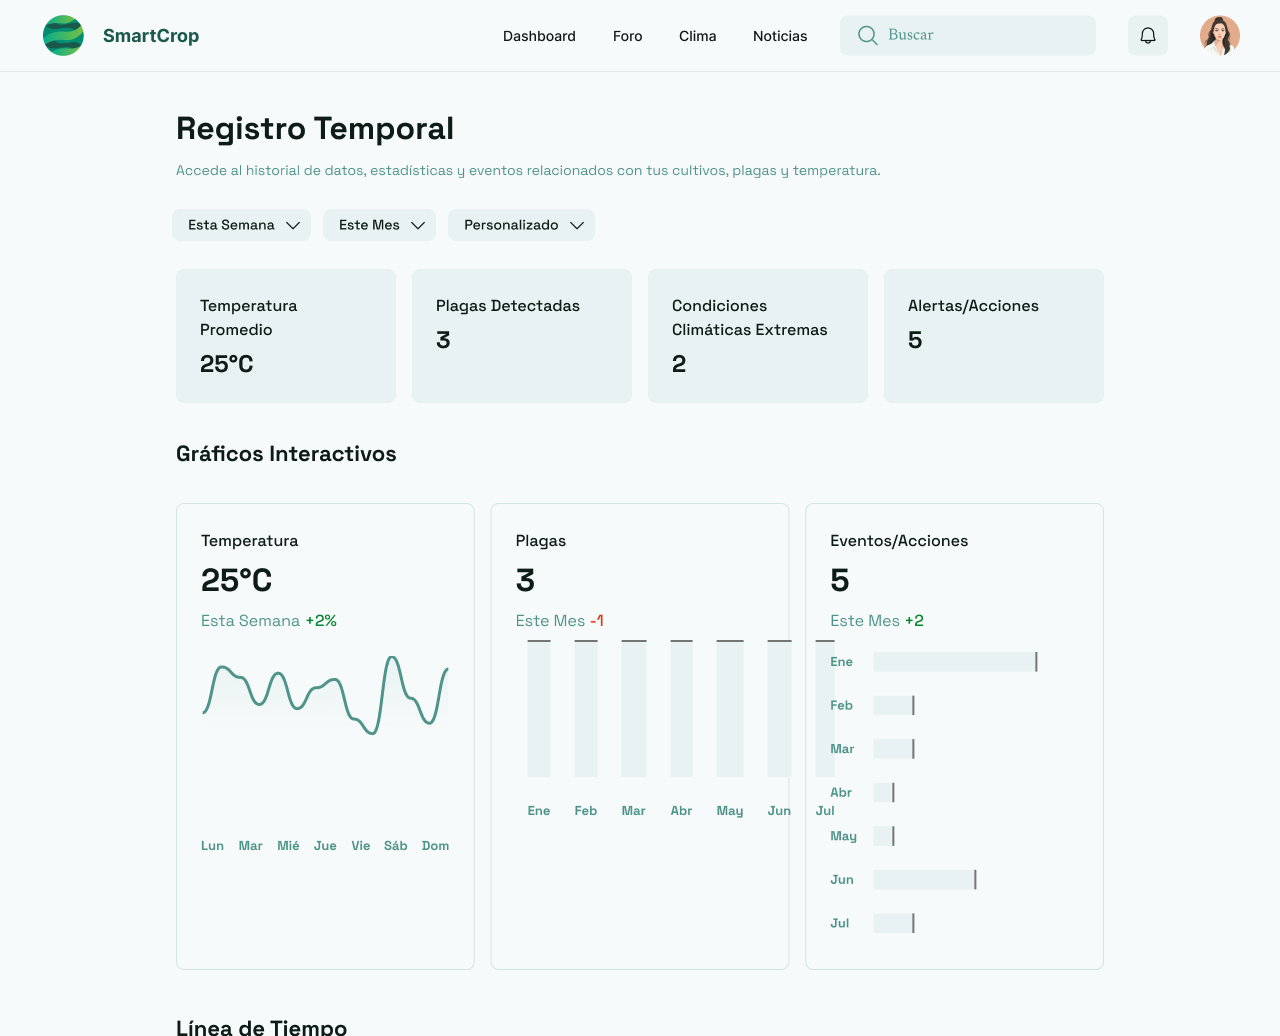 SmartCrop
Dashboard
Foro
Clima
Noticias
Buscar
Registro Temporal
Accede al historial de datos, estadísticas y eventos relacionados con tus cultivos, plagas y temperatura.
Esta Semana
Este Mes
Personalizado
Temperatura
Promedio
25°C
Plagas Detectadas
3
Condiciones
Climáticas Extremas
2
Alertas/Acciones
5
Gráficos Interactivos
Temperatura
25°C
Esta Semana +2%
Lun Mar Mié Jue Vie Sáb Dom
Plagas
3
Este Mes -1
Ene Feb Mar Abr May Jun Jul
Eventos/Acciones
5
Este Mes +2
Ene
Feb
Mar
Abr
May
Jun
Jul
Línea de Tiempo